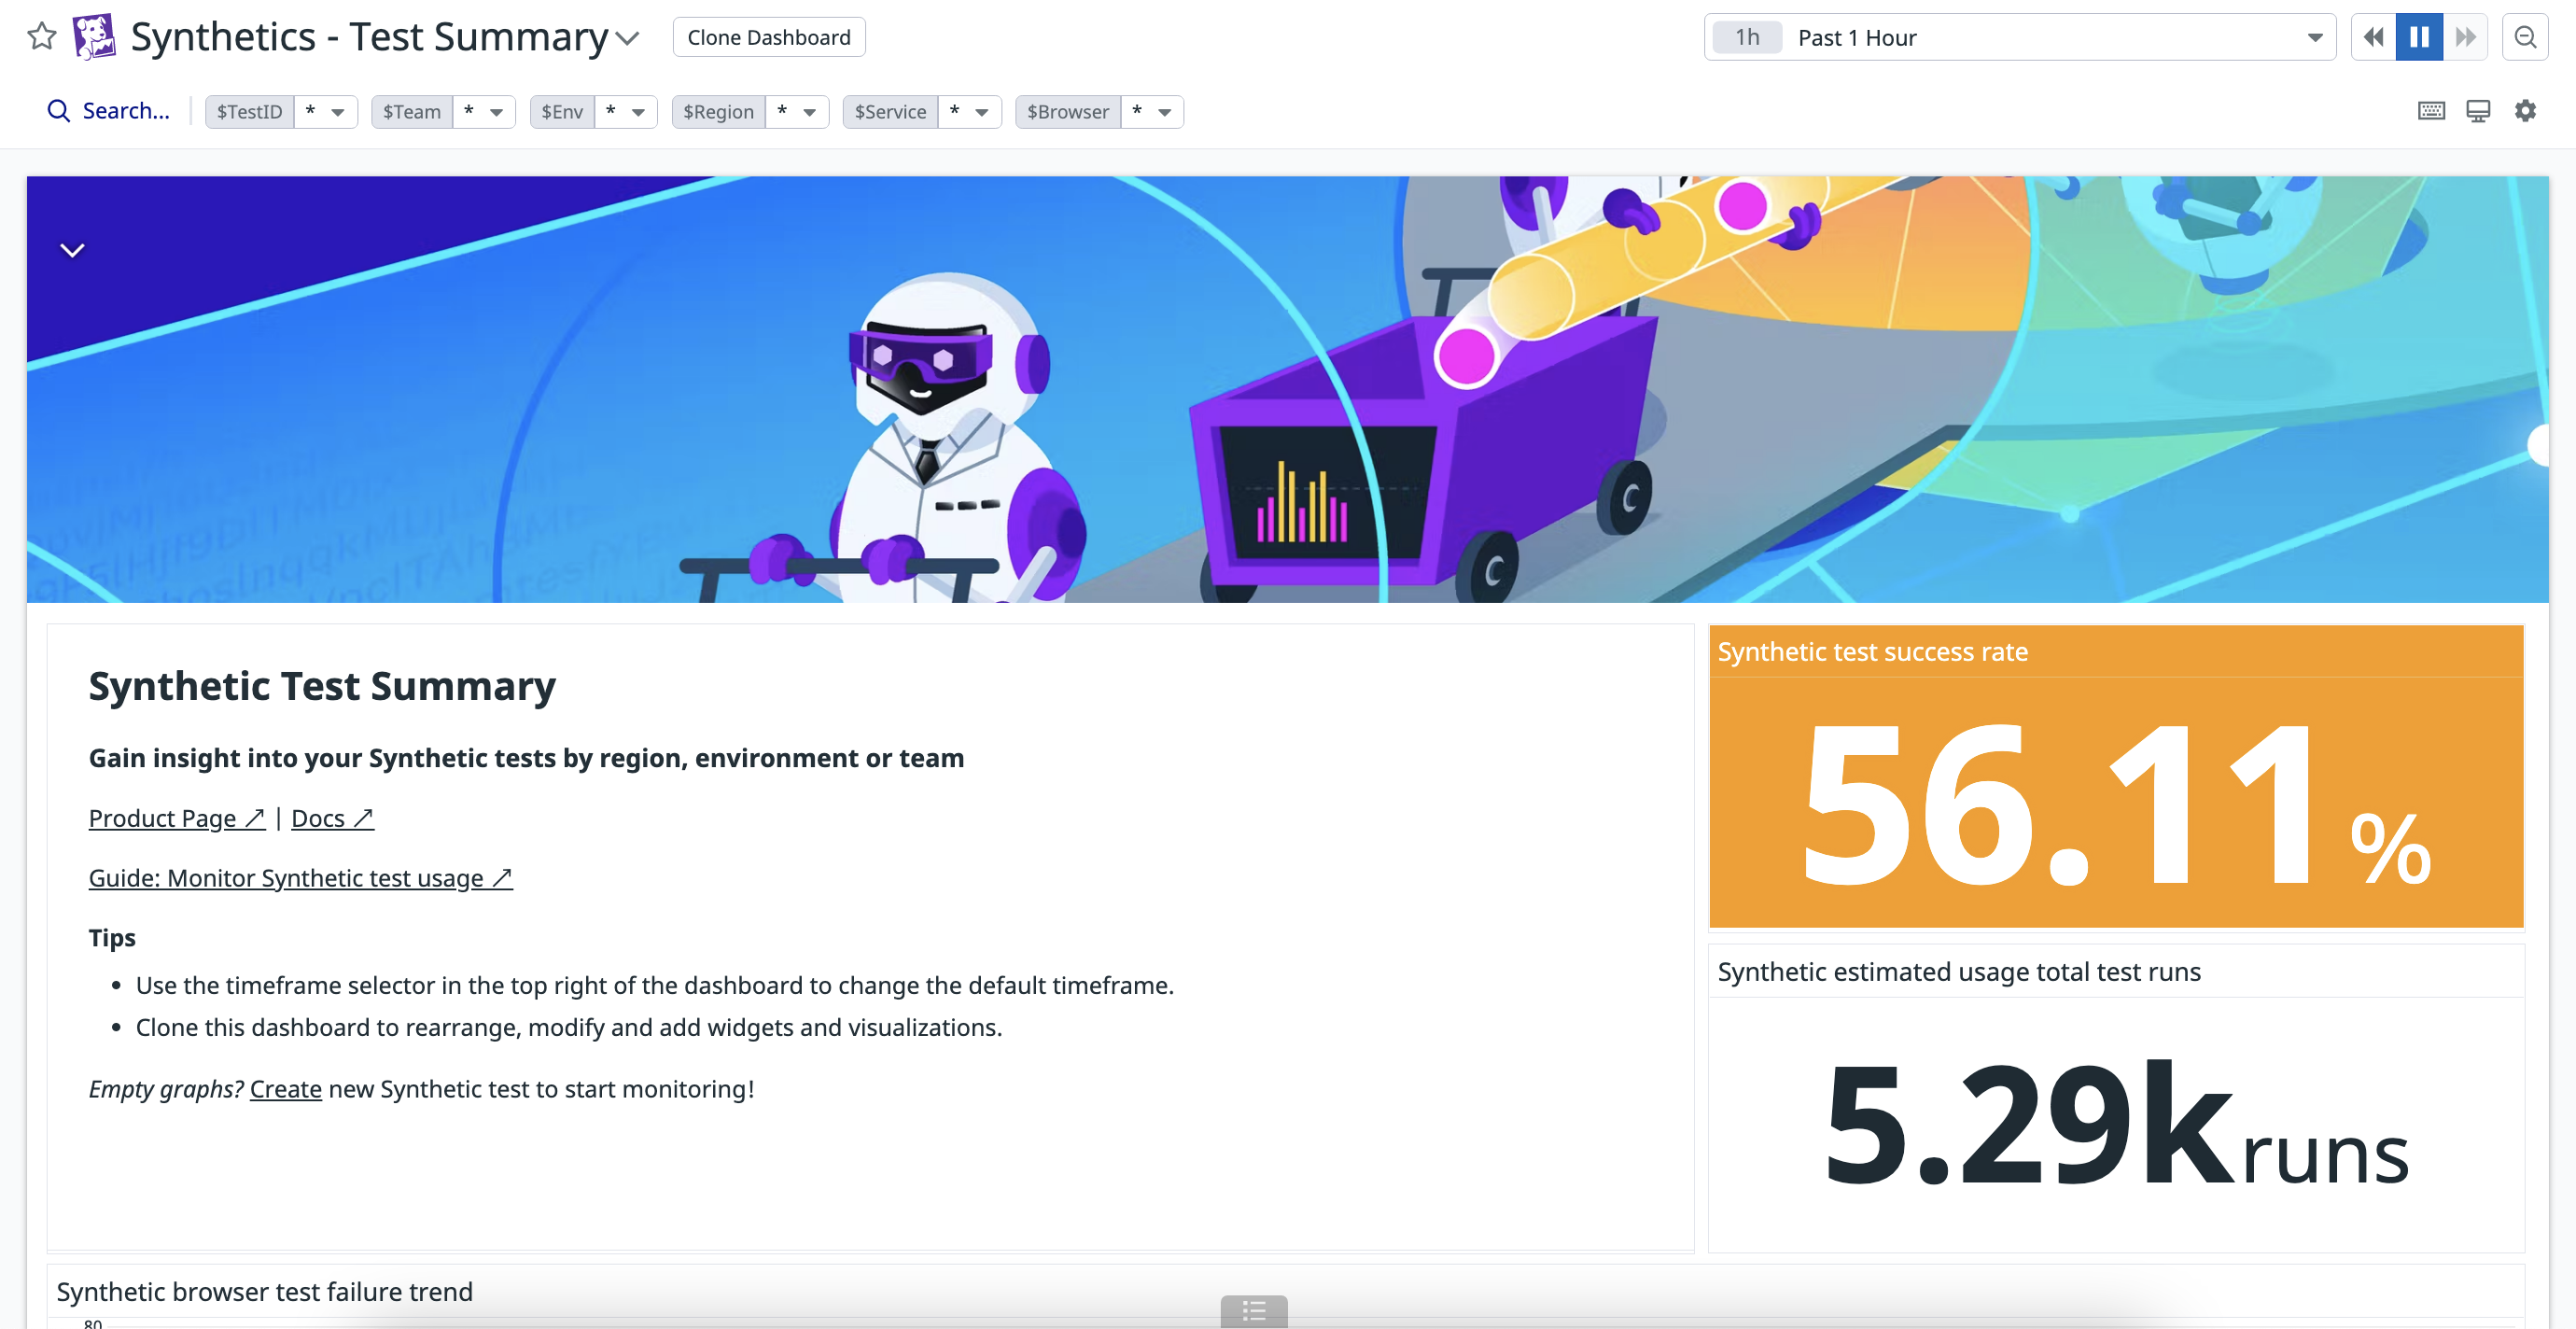 Synthetics - Test Summary
Clone Dashboard
1h Past 1 Hour
Search...
$TestID *
$Team *
$Env *
$Region *
$Service *
$Browser *
Synthetic Test Summary
Gain insight into your Synthetic tests by region, environment or team
Product Page ↗ | Docs ↗
Guide: Monitor Synthetic test usage ↗
Tips
• Use the timeframe selector in the top right of the dashboard to change the default timeframe.
• Clone this dashboard to rearrange, modify and add widgets and visualizations.
Empty graphs? Create new Synthetic test to start monitoring!
Synthetic test success rate
56.11 %
Synthetic estimated usage total test runs
5.29k runs
Synthetic browser test failure trend
80